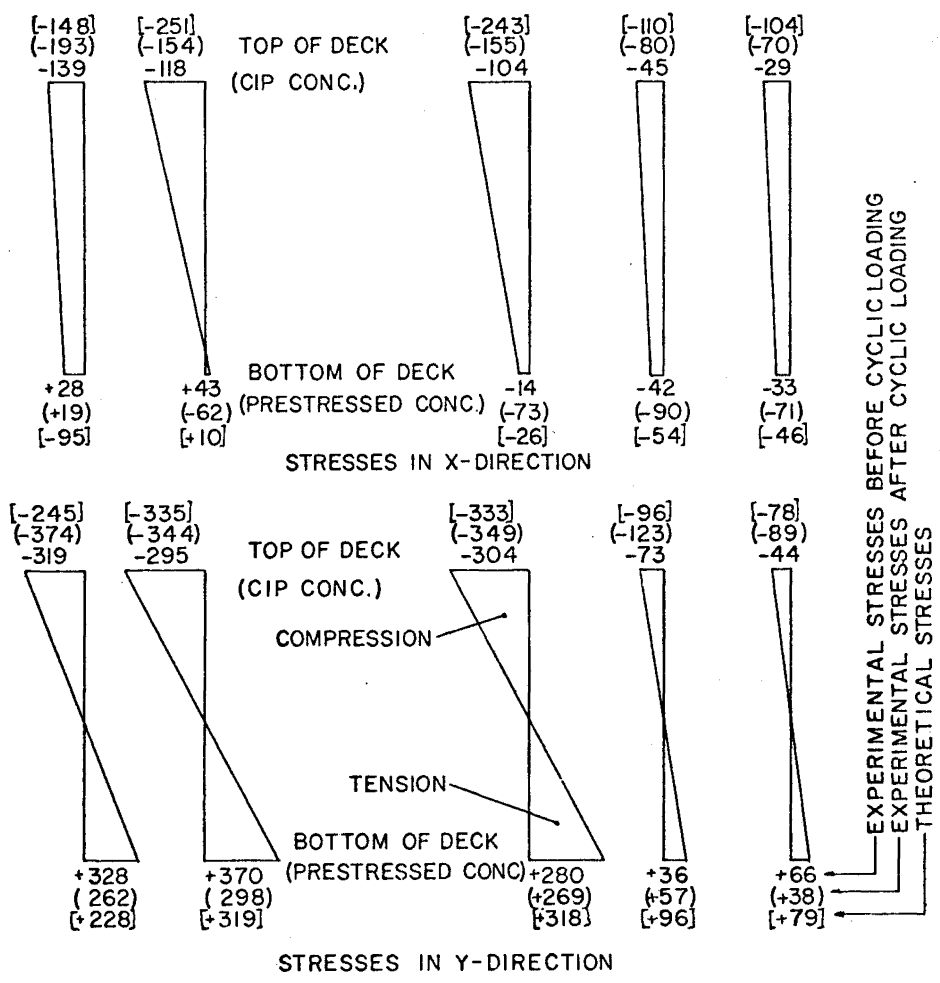 [-148] [-251] [-243] [-110] [-104]
(-193) (-154) TOP OF DECK (-155) (-80) (-70)
-139 -118 (CIP CONC.) -104 -45 -29
BOTTOM OF DECK
+28 +43 (PRESTRESSED CONC.) -14 -42 -33
(+19) (-62) (-73) (-90) (-71)
[-95] [+10] [-26] [-54] [-46]
STRESSES IN X-DIRECTION
[-245] [-335] [-333] [-96] [-78]
(-374) (-344) TOP OF DECK (-349) (-123) (-89)
-319 -295 (CIP CONC.) -304 -73 -44
COMPRESSION
TENSION
BOTTOM OF DECK
+328 +370 (PRESTRESSED CONC) +280 +36 +66
(262) (298) (+269) (+57) (+38)
[+228] [+319] [+318] [+96] [+79]
STRESSES IN Y-DIRECTION
EXPERIMENTAL STRESSES BEFORE CYCLIC LOADING
EXPERIMENTAL STRESSES AFTER CYCLIC LOADING
THEORETICAL STRESSES